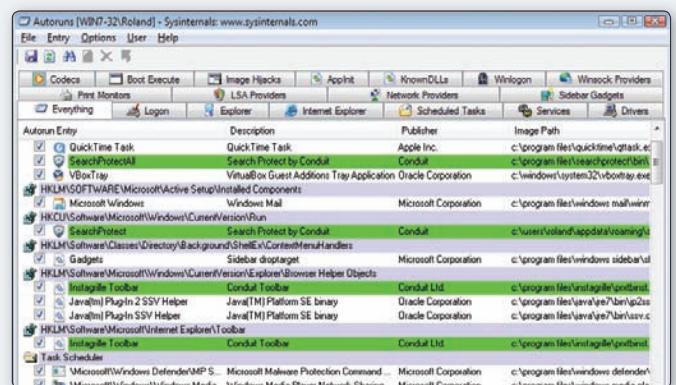 Autoruns [WIN7-32\Roland] - Sysinternals: www.sysinternals.com
File Entry Options User Help
Codecs Boot Execute Image Hijacks AppInit KnownDLLs Winlogon Winsock Providers
Print Monitors LSA Providers Network Providers Sidebar Gadgets
Everything Logon Explorer Internet Explorer Scheduled Tasks Services Drivers
Autorun Entry Description Publisher Image Path
QuickTime Task QuickTime Task Apple Inc. c:\program files\quicktime\qttask.e
SearchProtectAll Search Protect by Conduit Conduit c:\program files\searchprotect\bin\
VBoxTray VirtualBox Guest Additions Tray Application Oracle Corporation c:\windows\system32\vboxtray.exe
HKLM\SOFTWARE\Microsoft\Active Setup\Installed Components
Microsoft Windows Windows Mail Microsoft Corporation c:\program files\windows mail\winm
HKCU\Software\Microsoft\Windows\CurrentVersion\Run
SearchProtect Search Protect by Conduit Conduit c:\users\roland\appdata\roaming\s
HKLM\Software\Classes\Directory\Background\ShellEx\ContextMenuHandlers
Gadgets Sidebar droptarget Microsoft Corporation c:\program files\windows sidebar\s
HKLM\Software\Microsoft\Windows\CurrentVersion\Explorer\Browser Helper Objects
Instagrille Toolbar Conduit Toolbar Conduit Ltd. c:\program files\instagrille\prxtbinst.
Java(tm) Plug-In 2 SSV Helper Java(TM) Platform SE binary Oracle Corporation c:\program files\java\jre7\bin\jp2ss
Java(tm) Plug-In SSV Helper Java(TM) Platform SE binary Oracle Corporation c:\program files\java\jre7\bin\ssv.c
HKLM\Software\Microsoft\Internet Explorer\Toolbar
Instagrille Toolbar Conduit Toolbar Conduit Ltd. c:\program files\instagrille\prxtbinst.
Task Scheduler
\Microsoft\Windows Defender\MP S... Microsoft Malware Protection Command ... Microsoft Corporation c:\program files\windows defender\